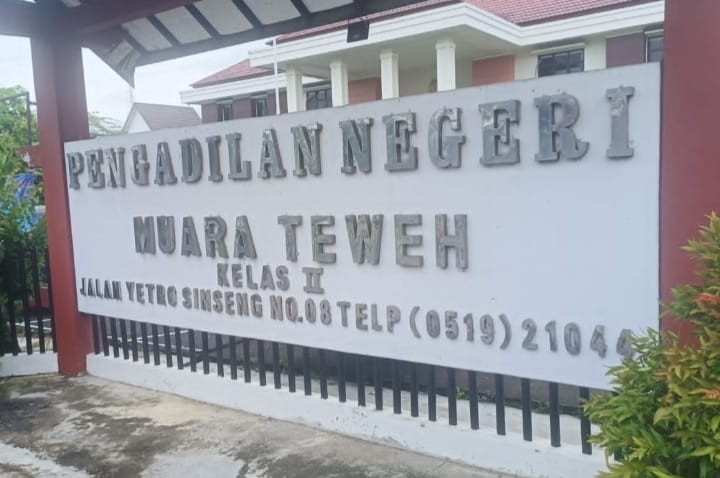 PENGADILAN NEGERI
MUARA TEWEH
KELAS II
JALAN YETRO SINSENG NO.08 TELP (0519) 21044